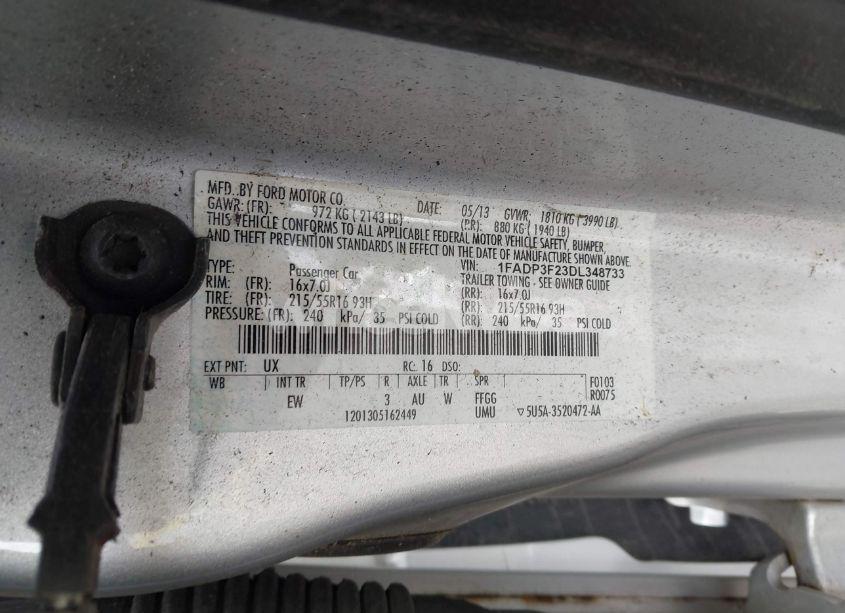 MFD. BY FORD MOTOR CO.
DATE: 05/13 GVWR: 1810 KG ( 3990 LB)
GAWR: (FR): 972 KG ( 2143 LB) (RR): 880 KG ( 1940 LB)
THIS VEHICLE CONFORMS TO ALL APPLICABLE FEDERAL MOTOR VEHICLE SAFETY, BUMPER,
AND THEFT PREVENTION STANDARDS IN EFFECT ON THE DATE OF MANUFACTURE SHOWN ABOVE.
TYPE: Passenger Car VIN: 1FADP3F23DL348733
TRAILER TOWING - SEE OWNER GUIDE
RIM: (FR): 16x7.0J (RR): 16x7.0J
TIRE: (FR): 215/55R16 93H (RR): 215/55R16 93H
PRESSURE: (FR): 240 kPa/ 35 PSI COLD (RR): 240 kPa/ 35 PSI COLD
EXT PNT: UX RC: 16 DSO:
WB INT TR TP/PS R AXLE TR SPR F0103
EW 3 AU W FFGG R0075
1201305162449 UMU 5U5A-3520472-AA